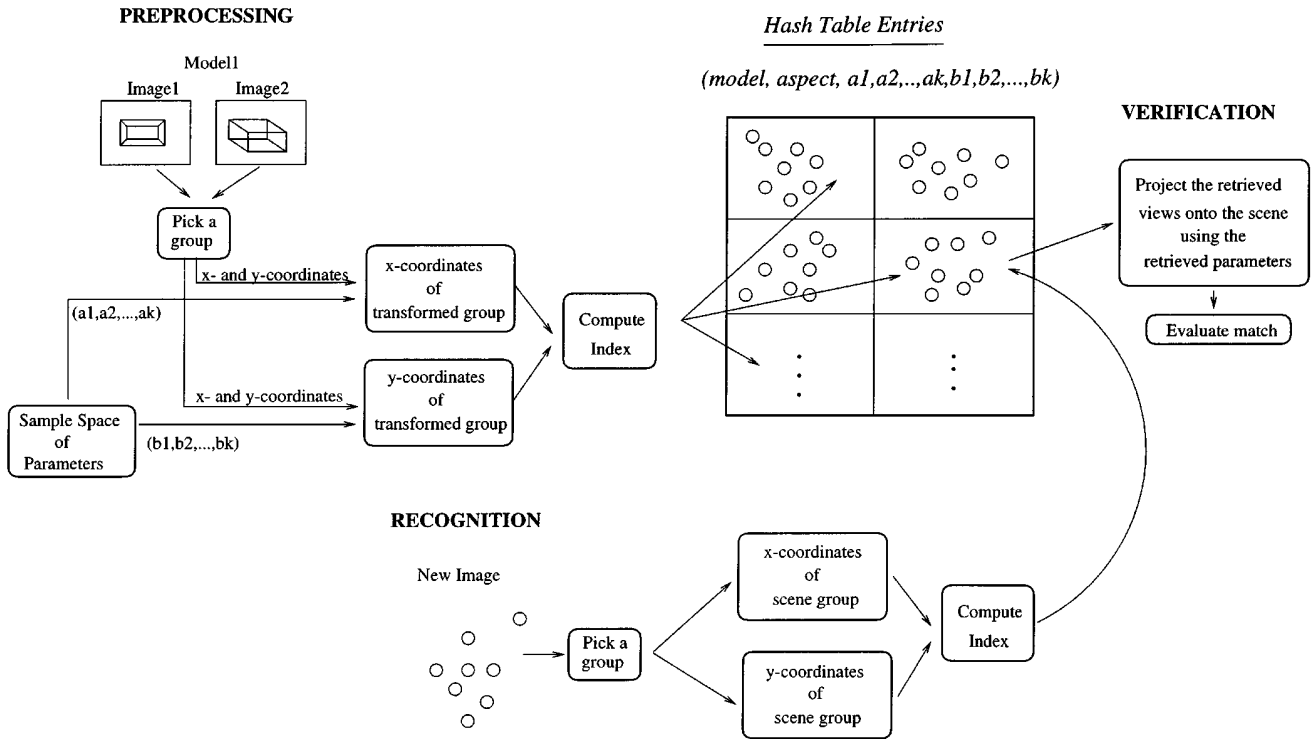 PREPROCESSING
Modell
Image1
Image2
Pick a
group
x- and y-coordinates
(a1,a2,...,ak)
x-coordinates
of
transformed group
Compute
Index
y-coordinates
of
transformed group
x- and y-coordinates
Sample Space
of
Parameters
(b1,b2,...,bk)
Hash Table Entries
(model, aspect, a1,a2,..,ak,b1,b2,...,bk)
VERIFICATION
Project the retrieved
views onto the scene
using the
retrieved parameters
Evaluate match
RECOGNITION
New Image
Pick a
group
x-coordinates
of
scene group
y-coordinates
of
scene group
Compute
Index